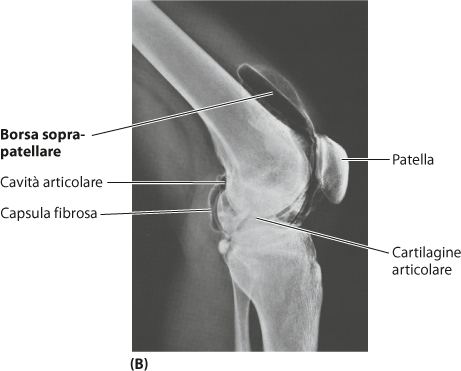 Borsa sopra-
patellare
Cavità articolare
Capsula fibrosa
Patella
Cartilagine
articolare
(B)